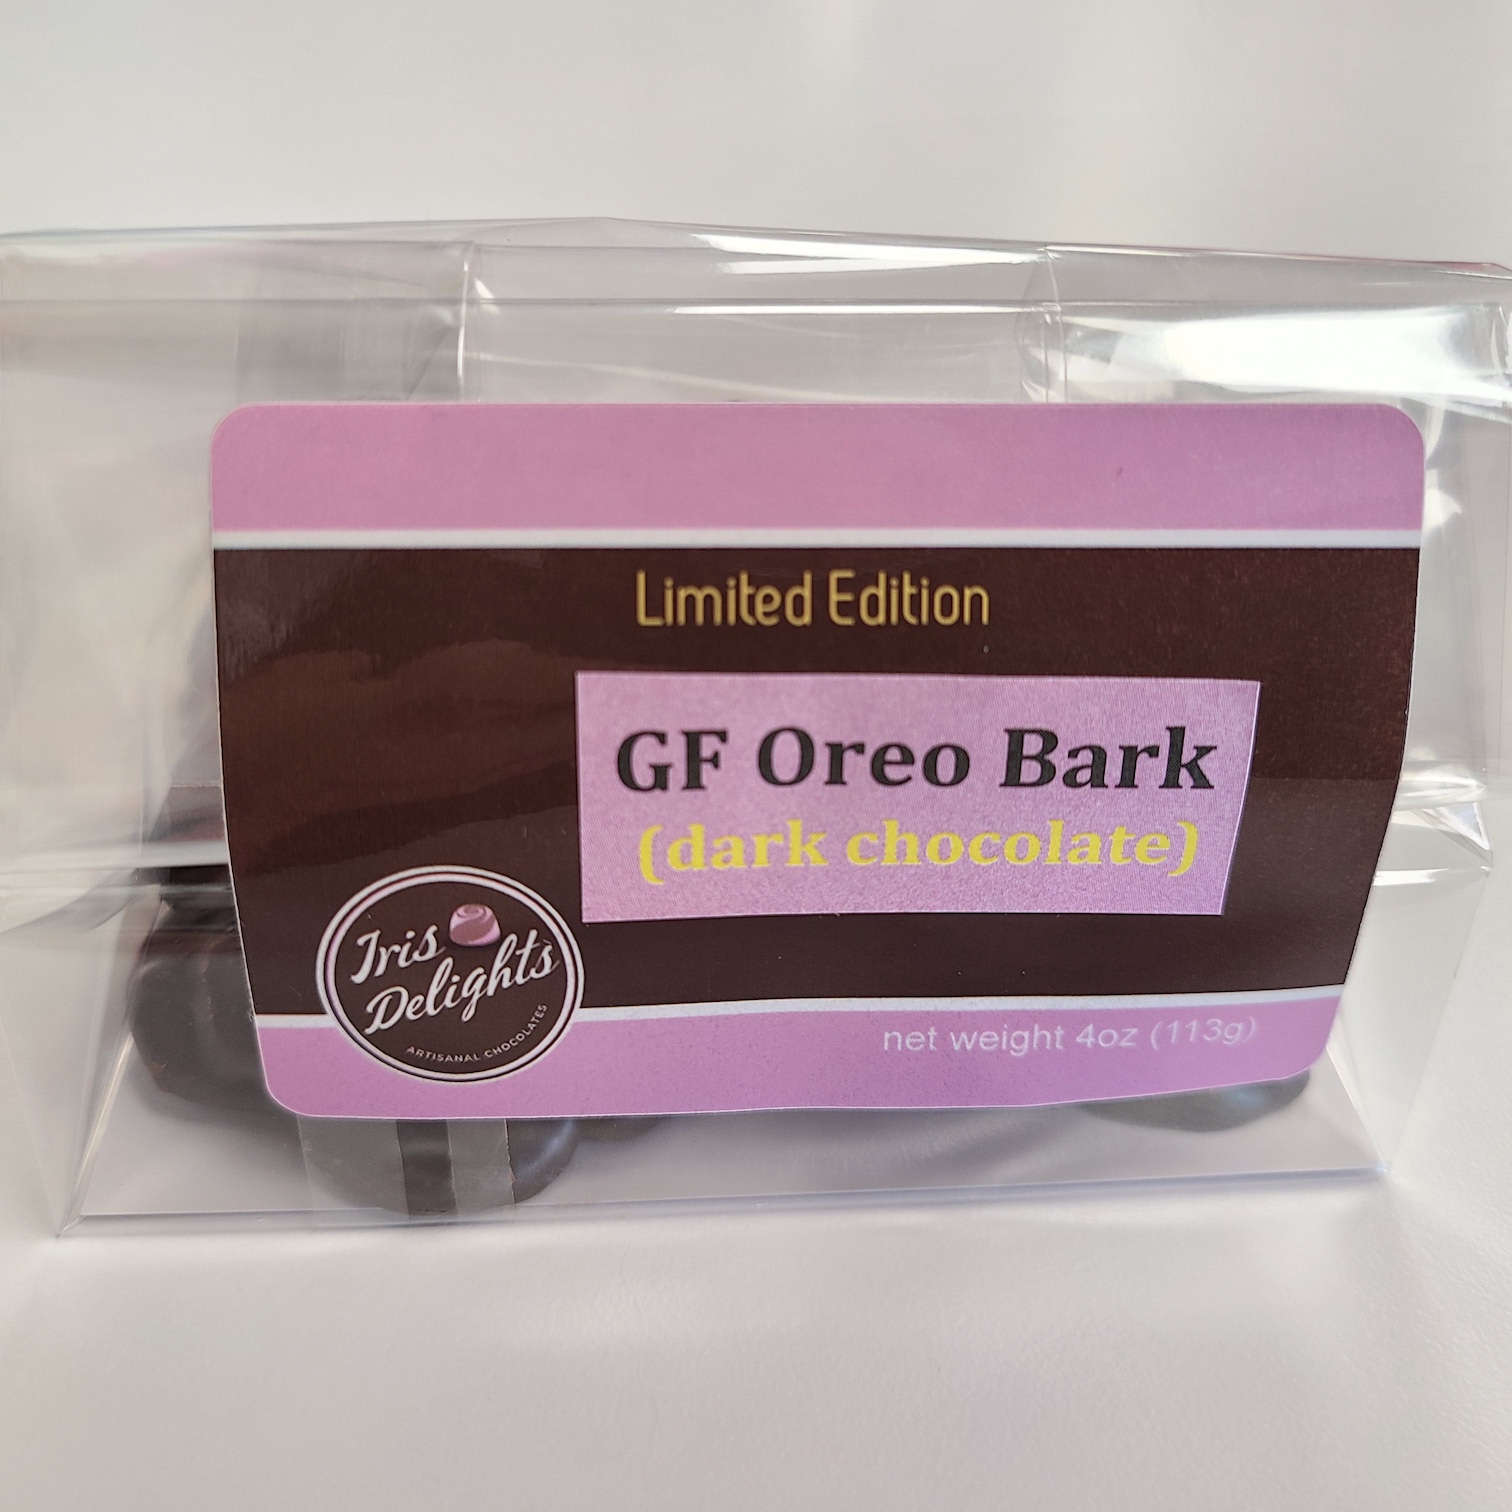 Limited Edition
GF Oreo Bark
(dark chocolate)
Iris
Delights
ARTISANAL CHOCOLATES
net weight 4oz (113g)